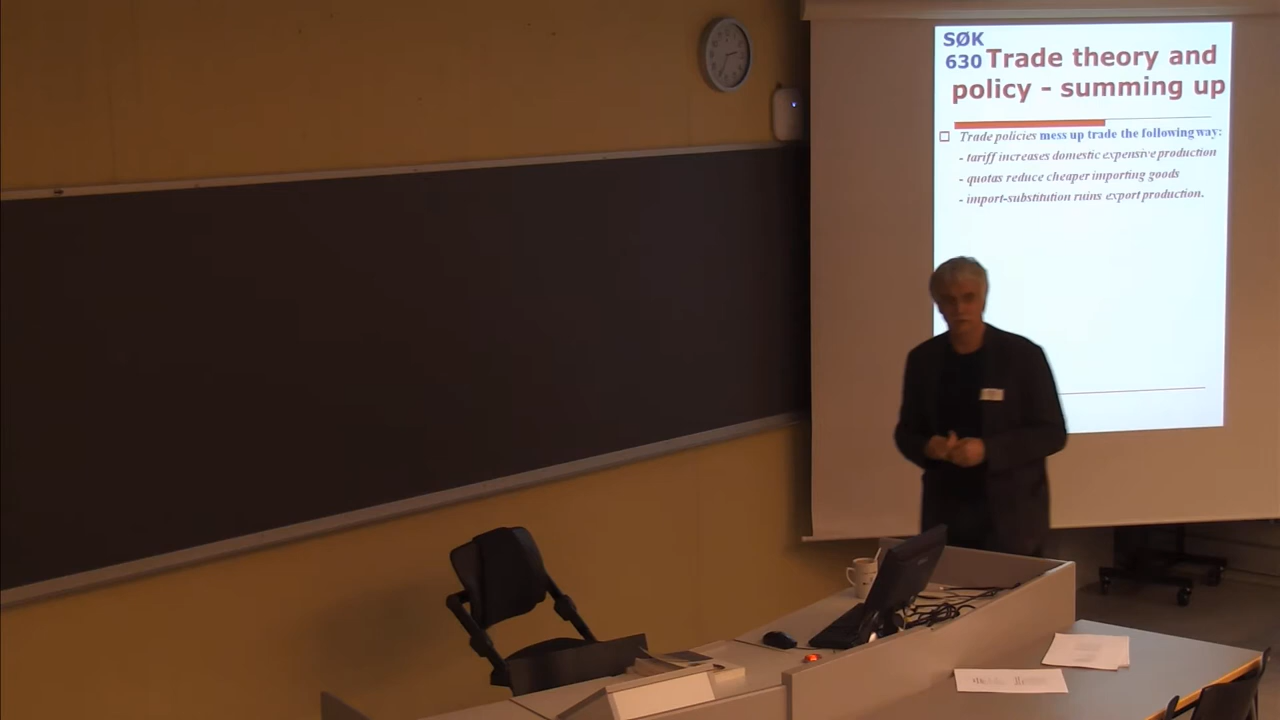 SØK
630 Trade theory and
policy - summing up
Trade policies mess up trade the following way:
- tariff increases domestic expensive production
- quotas reduce cheaper importing goods
- import-substitution ruins export production.